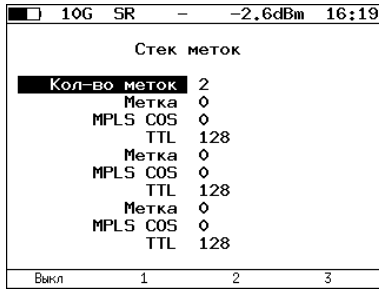 10G SR - -2.6dBm 16:19
Стек меток
Кол-во меток 2
Метка 0
MPLS COS 0
TTL 128
Метка 0
MPLS COS 0
TTL 128
Метка 0
MPLS COS 0
TTL 128
Выкл 1 2 3